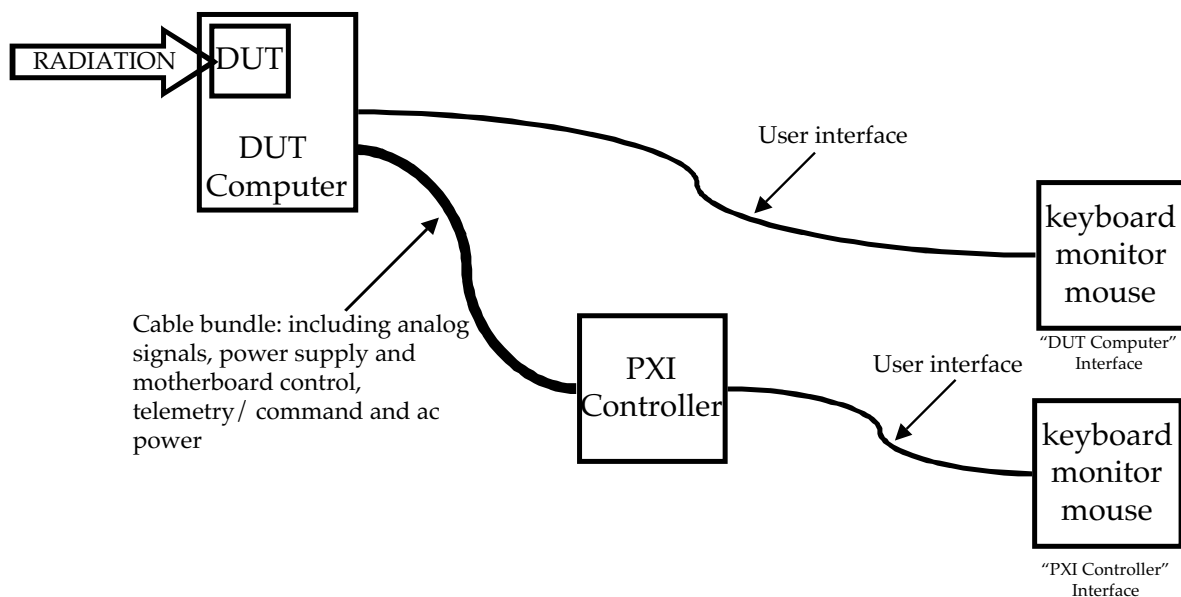 RADIATION
DUT
DUT
Computer
User interface
keyboard
monitor
mouse
“DUT Computer”
Interface
Cable bundle: including analog
signals, power supply and
motherboard control,
telemetry/ command and ac
power
PXI
Controller
User interface
keyboard
monitor
mouse
“PXI Controller”
Interface